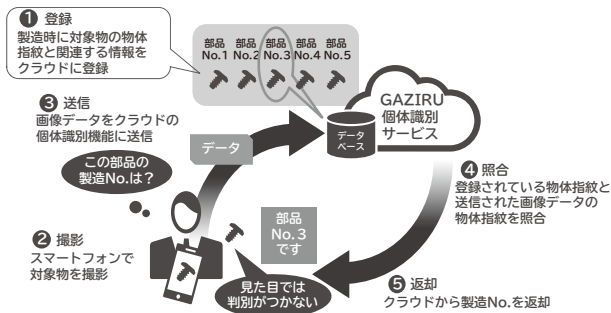 ❶ 登録
製造時に対象物の物体
指紋と関連する情報を
クラウドに登録
部品 部品 部品 部品 部品
No.1 No.2 No.3 No.4 No.5
GAZIRU
個体識別
サービス
データ
ベース
❸ 送信
画像データをクラウドの
個体識別機能に送信
データ
この部品の
製造No.は?
❹ 照合
登録されている物体指紋と
送信された画像データの
物体指紋を照合
❷ 撮影
スマートフォンで
対象物を撮影
部品
No.3
です
見た目では
判別がつかない
❺ 返却
クラウドから製造No.を返却